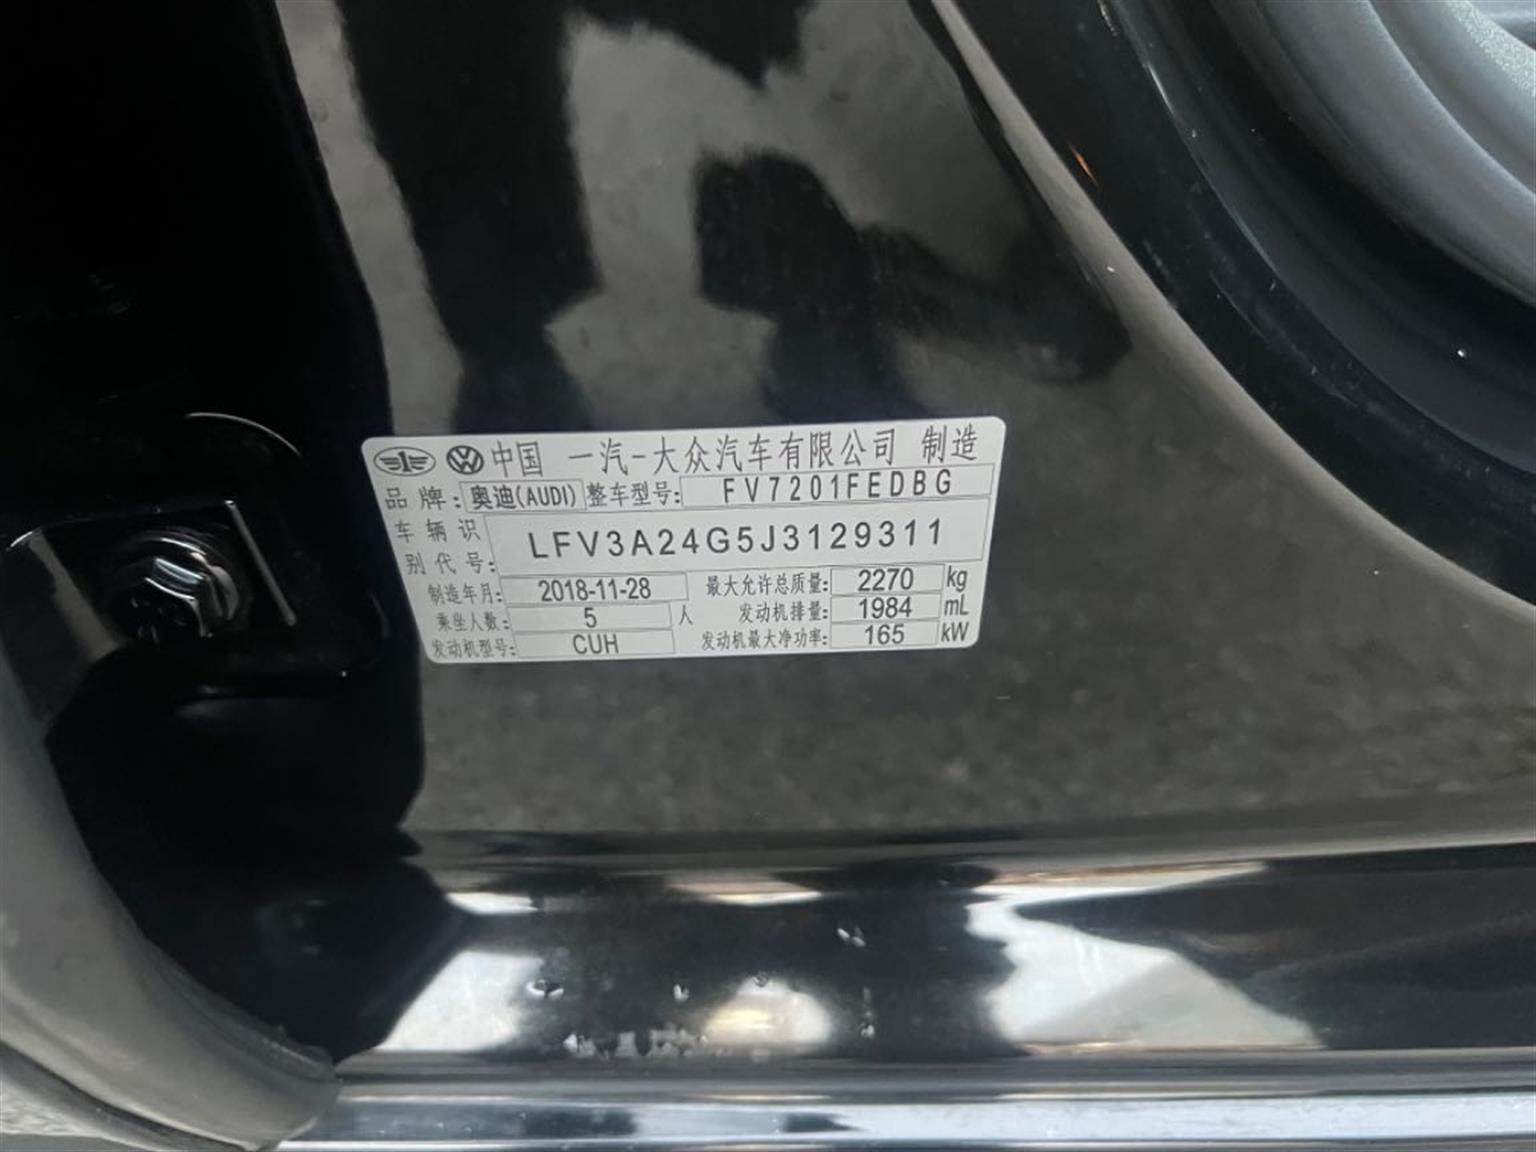 中国 一汽-大众汽车有限公司 制造
品牌: 奥迪(AUDI) 整车型号: FV7201FEDBG
车辆识别代号: LFV3A24G5J3129311
制造年月: 2018-11-28 最大允许总质量: 2270 kg
乘坐人数: 5 人 发动机排量: 1984 mL
发动机型号: CUH 发动机最大净功率: 165 kW